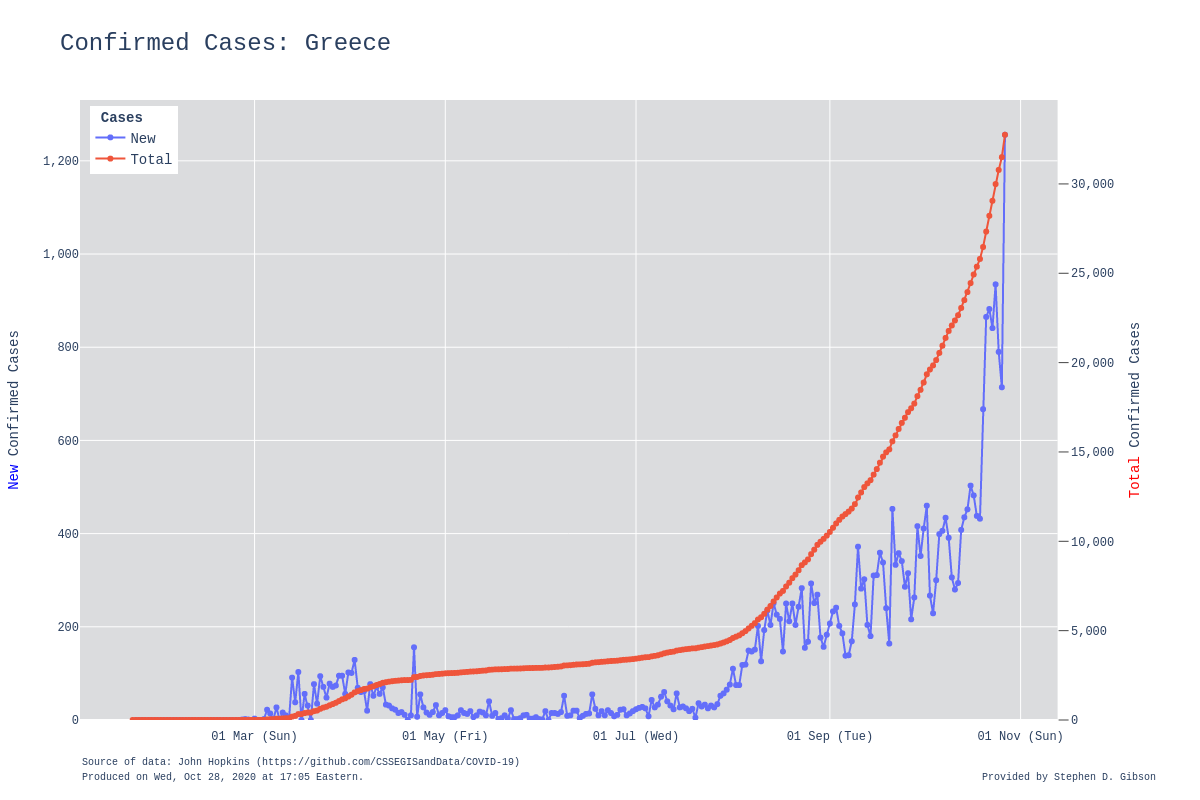 Confirmed Cases: Greece
Cases
New
Total
1,200
1,000
800
600
400
200
0
30,000
25,000
20,000
15,000
10,000
5,000
0
New Confirmed Cases
Total Confirmed Cases
01 Mar (Sun)
01 May (Fri)
01 Jul (Wed)
01 Sep (Tue)
01 Nov (Sun)
Source of data: John Hopkins (https://github.com/CSSEGISandData/COVID-19)
Produced on Wed, Oct 28, 2020 at 17:05 Eastern.
Provided by Stephen D. Gibson